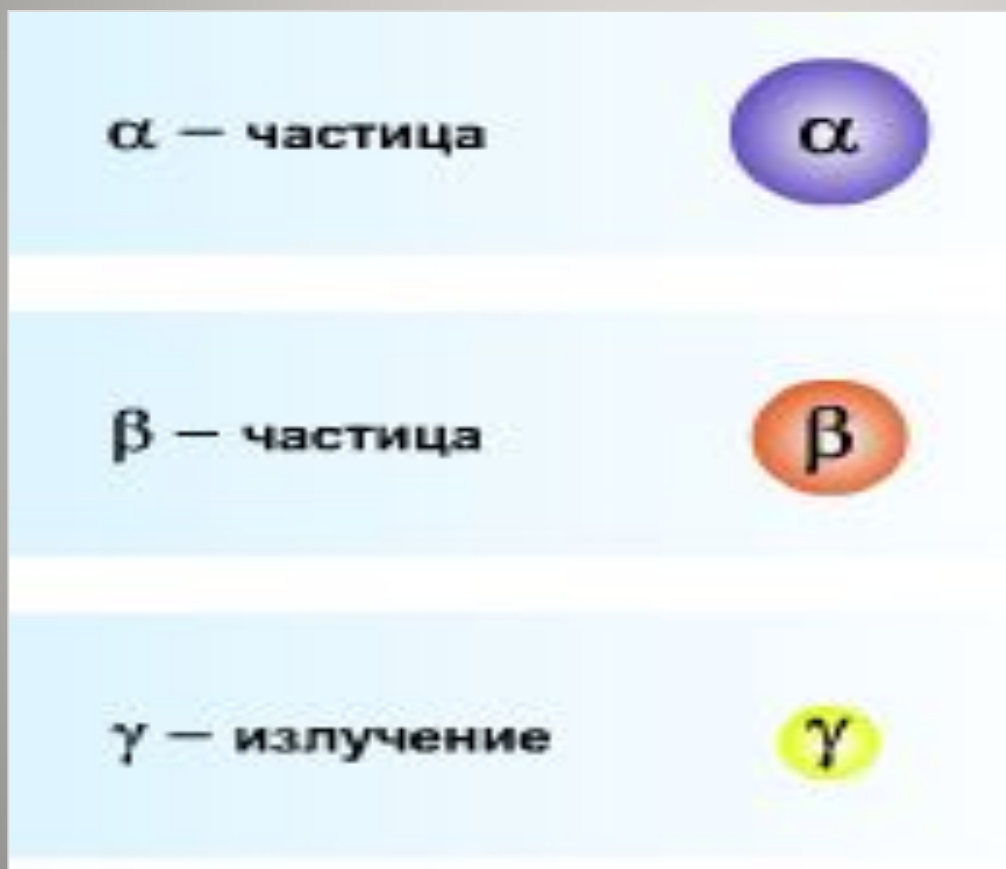 α – частица
α
β – частица
β
γ – излучение
γ